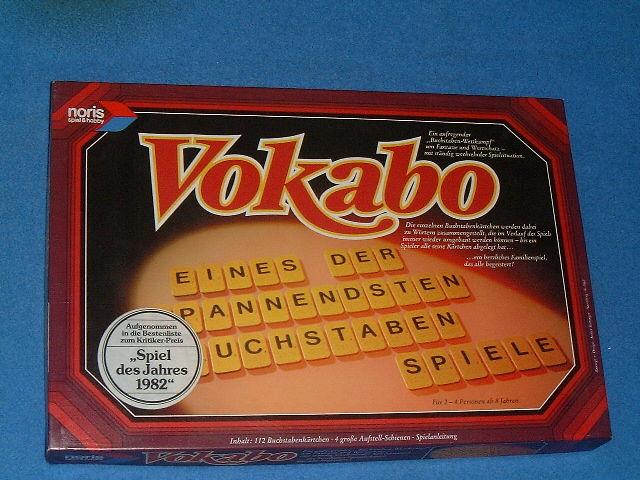 noris
spiel & hobby
Vokabo
Ein aufregender
„Buchstaben-Wettkampf“
um Fantasie und Wortschatz –
mit ständig wechselnder Spielsituation.
Die einzelnen Buchstabenkärtchen werden dabei
zu Wörtern zusammengestellt, die im Verlauf des Spiels
immer wieder umgebaut werden können – bis ein
Spieler alle seine Kärtchen abgelegt hat ...
... ein herrliches Familienspiel,
das alle begeistert!
EINES DER
PANNENDSTEN
UCHSTABEN
SPIELE
Aufgenommen
in die Bestenliste
zum Kritiker-Preis
„Spiel
des Jahres
1982“
Für 2 – 4 Personen ab 8 Jahren.
Inhalt: 112 Buchstabenkärtchen · 4 große Aufstell-Schienen · Spielanleitung
noris
Vokabo